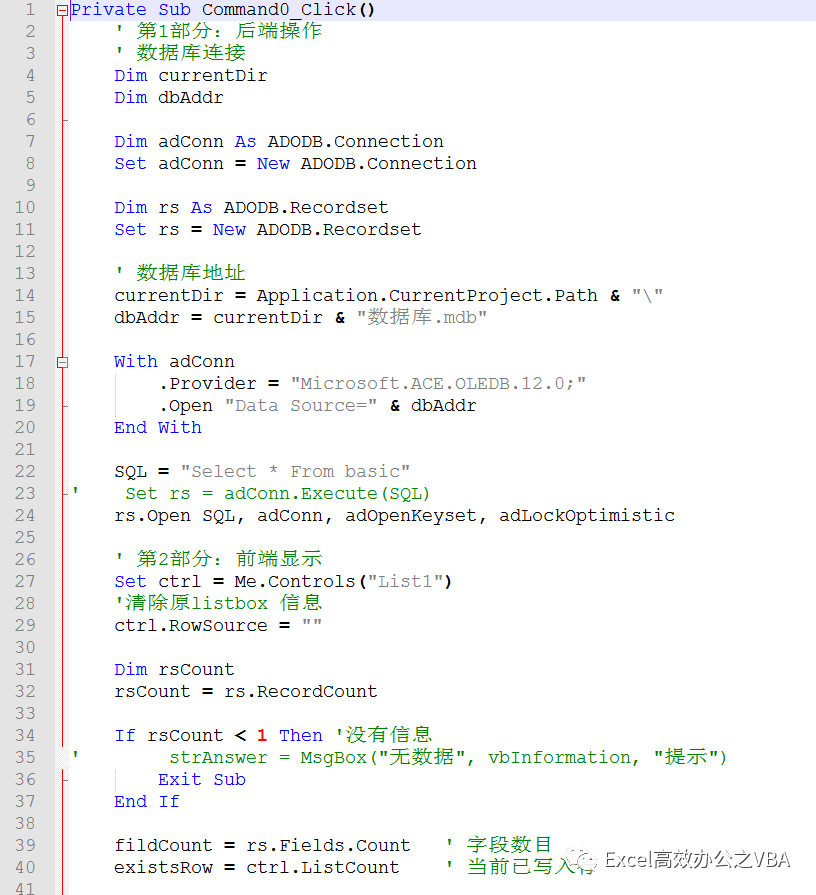 1 Private Sub Command0_Click()
2 ' 第1部分：后端操作
3 ' 数据库连接
4 Dim currentDir
5 Dim dbAddr
6
7 Dim adConn As ADODB.Connection
8 Set adConn = New ADODB.Connection
9
10 Dim rs As ADODB.Recordset
11 Set rs = New ADODB.Recordset
12
13 ' 数据库地址
14 currentDir = Application.CurrentProject.Path & "\"
15 dbAddr = currentDir & "数据库.mdb"
16
17 With adConn
18 .Provider = "Microsoft.ACE.OLEDB.12.0;"
19 .Open "Data Source=" & dbAddr
20 End With
21
22 SQL = "Select * From basic"
23 ' Set rs = adConn.Execute(SQL)
24 rs.Open SQL, adConn, adOpenKeyset, adLockOptimistic
25
26 ' 第2部分：前端显示
27 Set ctrl = Me.Controls("List1")
28 '清除原listbox 信息
29 ctrl.RowSource = ""
30
31 Dim rsCount
32 rsCount = rs.RecordCount
33
34 If rsCount < 1 Then '没有信息
35 ' strAnswer = MsgBox("无数据", vbInformation, "提示")
36 Exit Sub
37 End If
38
39 fildCount = rs.Fields.Count ' 字段数目
40 existsRow = ctrl.ListCount ' 当前已写入行
41
Excel高效办公之VBA